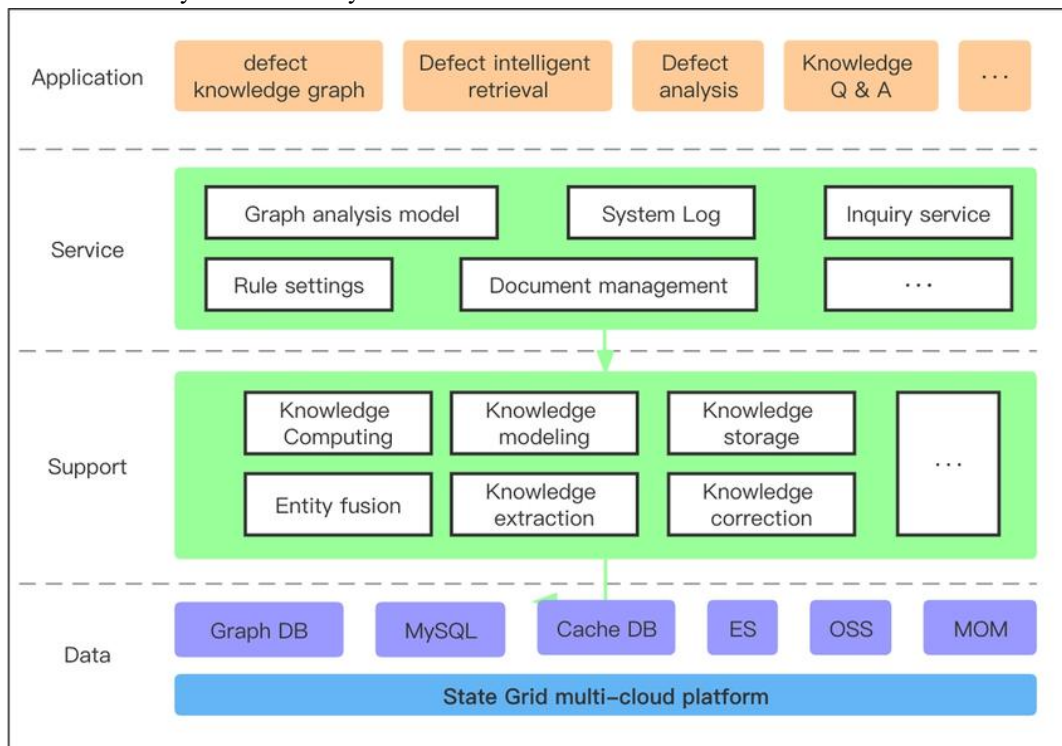 Application
defect
knowledge graph
Defect intelligent
retrieval
Defect
analysis
Knowledge
Q & A
...
Service
Graph analysis model
System Log
Inquiry service
Rule settings
Document management
...
Support
Knowledge
Computing
Knowledge
modeling
Knowledge
storage
...
Entity fusion
Knowledge
extraction
Knowledge
correction
Data
Graph DB
MySQL
Cache DB
ES
OSS
MOM
State Grid multi-cloud platform